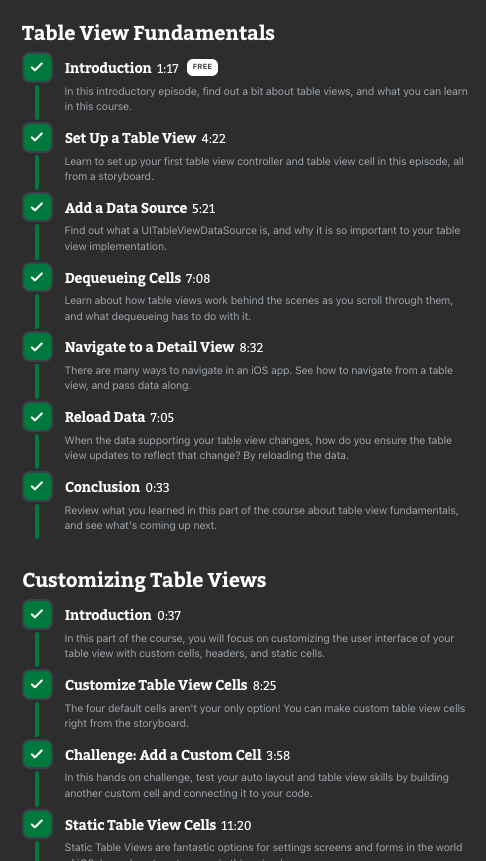 Table View Fundamentals
Introduction 1:17 FREE
In this introductory episode, find out a bit about table views, and what you can learn
in this course.
Set Up a Table View 4:22
Learn to set up your first table view controller and table view cell in this episode, all
from a storyboard.
Add a Data Source 5:21
Find out what a UITableViewDataSource is, and why it is so important to your table
view implementation.
Dequeueing Cells 7:08
Learn about how table views work behind the scenes as you scroll through them,
and what dequeueing has to do with it.
Navigate to a Detail View 8:32
There are many ways to navigate in an iOS app. See how to navigate from a table
view, and pass data along.
Reload Data 7:05
When the data supporting your table view changes, how do you ensure the table
view updates to reflect that change? By reloading the data.
Conclusion 0:33
Review what you learned in this part of the course about table view fundamentals,
and see what's coming up next.
Customizing Table Views
Introduction 0:37
In this part of the course, you will focus on customizing the user interface of your
table view with custom cells, headers, and static cells.
Customize Table View Cells 8:25
The four default cells aren't your only option! You can make custom table view cells
right from the storyboard.
Challenge: Add a Custom Cell 3:58
In this hands on challenge, test your auto layout and table view skills by building
another custom cell and connecting it to your code.
Static Table View Cells 11:20
Static Table Views are fantastic options for settings screens and forms in the world